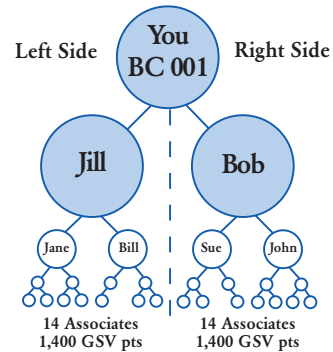 You
BC 001
Left Side
Right Side
Jill
Bob
Jane
Bill
Sue
John
14 Associates
1,400 GSV pts
14 Associates
1,400 GSV pts